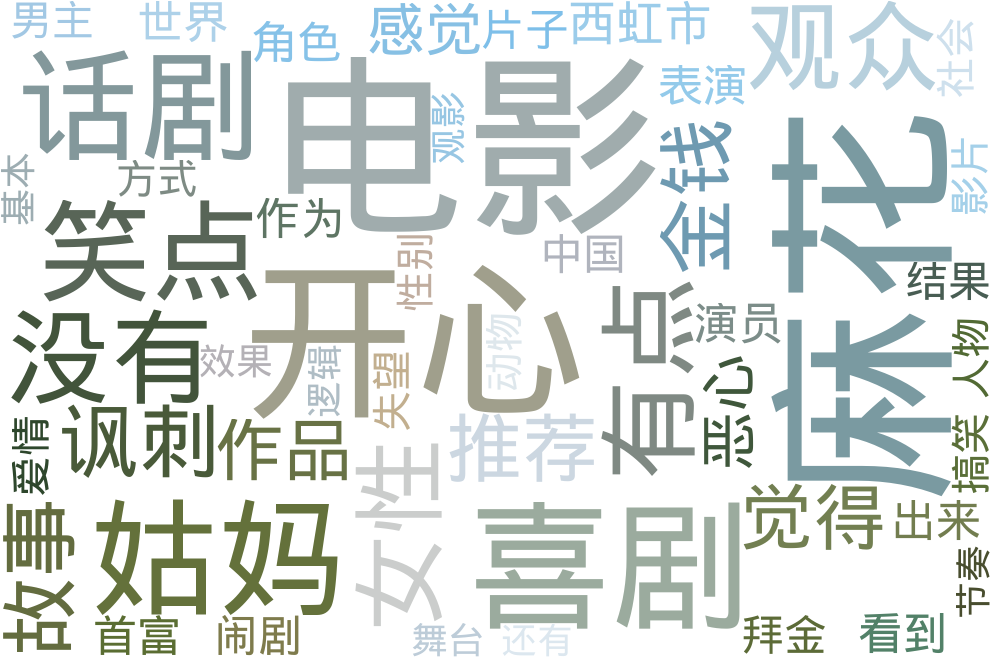 男主
世界
角色
感觉
片子
西虹市
观众
社会
话剧
电影
观影
表演
金钱
麻花
影片
基本
方式
笑点
作为
性别
中国
有点
演员
结果
没有
效果
开心
逻辑
失望
动物
恶心
人物
爱情
讽刺
作品
女性
推荐
搞笑
故事
姑妈
喜剧
觉得
出来
节奏
首富
闹剧
舞台
还有
拜金
看到